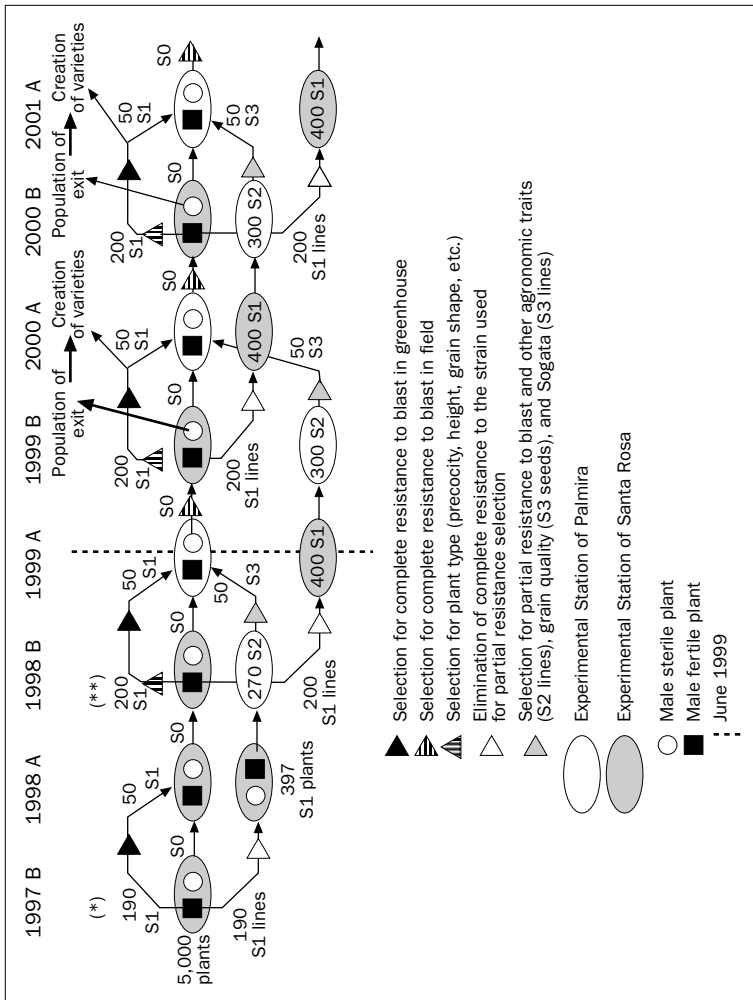 1997 B
1998 A
1998 B
1999 A
1999 B
2000 A
2000 B
2001 A
Population of
exit
Creation
of varieties
Population of
exit
Creation
of varieties
(*)
190
S1
50
S1
5,000
plants
S0
190
S1 lines
397
S1 plants
(**)
200
S1
50
S1
S0
S0
270 S2
50
S3
200
S1 lines
400 S1
S0
200
S1
50
S1
S0
200
S1 lines
300 S2
50
S3
400 S1
S0
200
S1
50
S1
S0
300 S2
50
S3
200
S1 lines
400 S1
S0
Selection for complete resistance to blast in greenhouse
Selection for complete resistance to blast in field
Selection for plant type (precocity, height, grain shape, etc.)
Elimination of complete resistance to the strain used
for partial resistance selection
Selection for partial resistance to blast and other agronomic traits
(S2 lines), grain quality (S3 seeds), and Sogata (S3 lines)
Experimental Station of Palmira
Experimental Station of Santa Rosa
Male sterile plant
Male fertile plant
June 1999